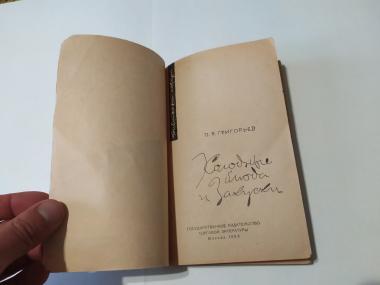 П. Я. ГРИГОРЬЕВ
Холодные
блюда
и Закуски
ГОСУДАРСТВЕННОЕ ИЗДАТЕЛЬСТВО
ТОРГОВОЙ ЛИТЕРАТУРЫ
Москва